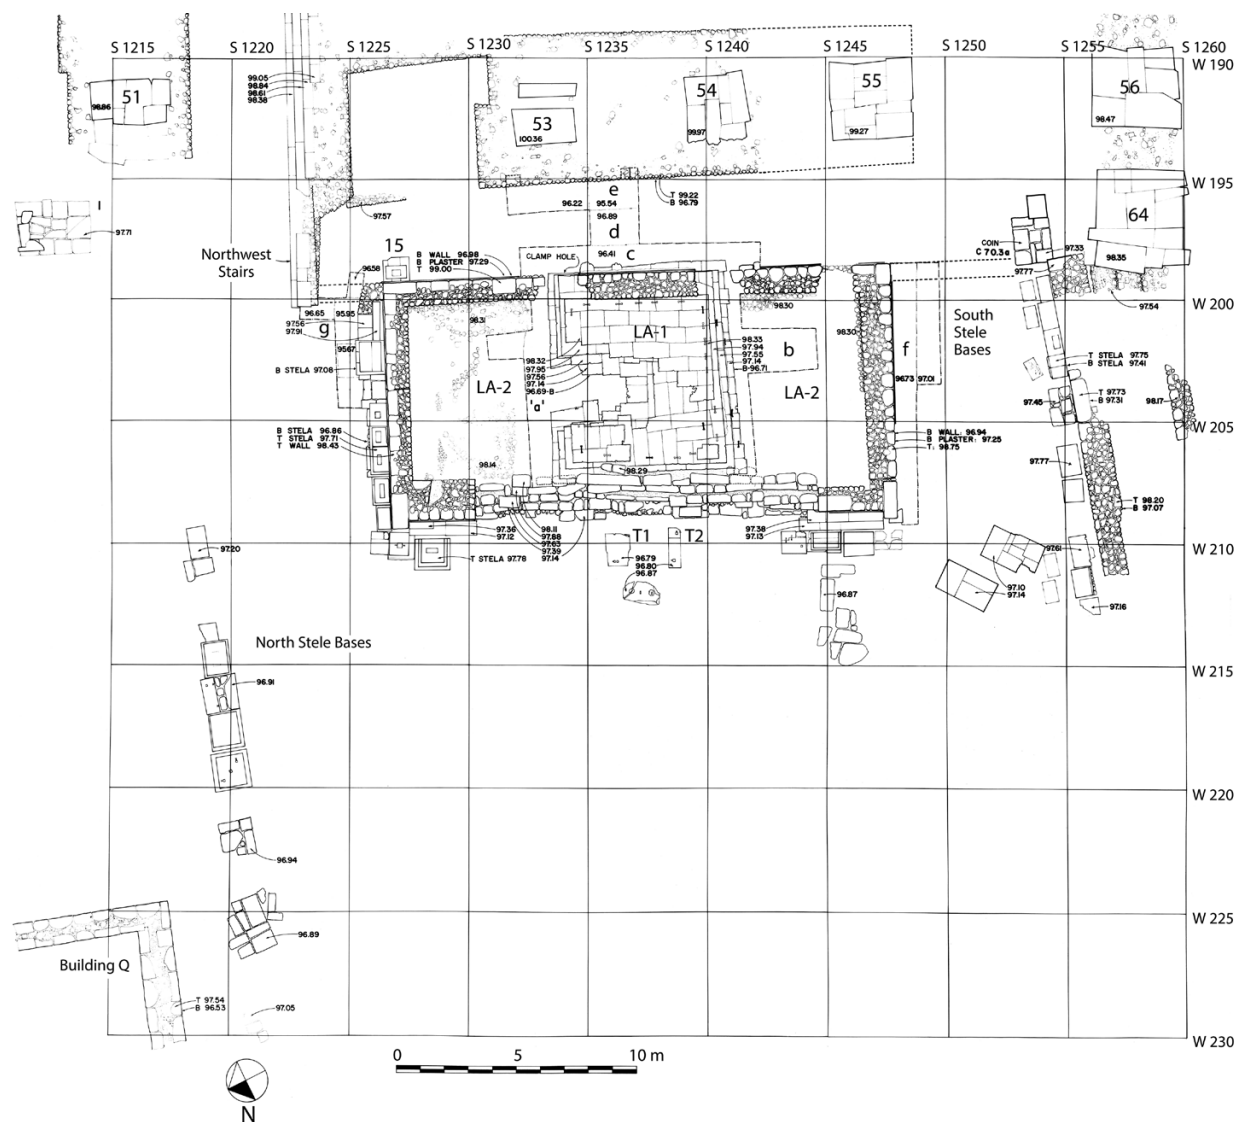 S 1215
S 1220
S 1225
S 1230
S 1235
S 1240
S 1245
S 1250
S 1255
S 1260
W 190
99.05
98.84
98.61
98.38
51
98.86
53
100.36
54
99.97
55
99.27
56
98.47
W 195
e
96.22
95.54
T 99.22
B 96.79
96.89
d
97.57
97.71
64
98.35
COIN
C 70.3a
97.33
97.77
Northwest
Stairs
15
B WALL 96.98
B PLASTER 97.29
T 99.00
CLAMP HOLE
96.41
c
96.58
97.54
W 200
96.65
95.95
g
97.56
97.91
95.67
B STELA 97.08
98.31
LA-1
98.30
98.30
98.33
97.94
97.55
97.14
B-96.71
b
f
96.73
97.01
South
Stele
Bases
98.32
97.95
97.56
97.14
96.69-B
LA-2
LA-2
'a'
T STELA 97.75
B STELA 97.41
T 97.73
B 97.31
97.45
98.17
W 205
B STELA 96.86
T STELA 97.71
T WALL 98.43
B WALL: 96.94
B PLASTER: 97.25
T: 98.75
98.14
98.29
97.77
T 98.20
B 97.07
97.36
97.12
98.11
97.88
97.63
97.39
97.14
T1
T2
97.38
97.13
W 210
97.20
T STELA 97.78
96.79
96.80
96.87
96.87
97.61
97.10
97.14
97.16
North Stele Bases
W 215
96.91
W 220
96.94
W 225
96.89
Building Q
T 97.54
B 96.53
97.05
W 230
0
5
10 m
N